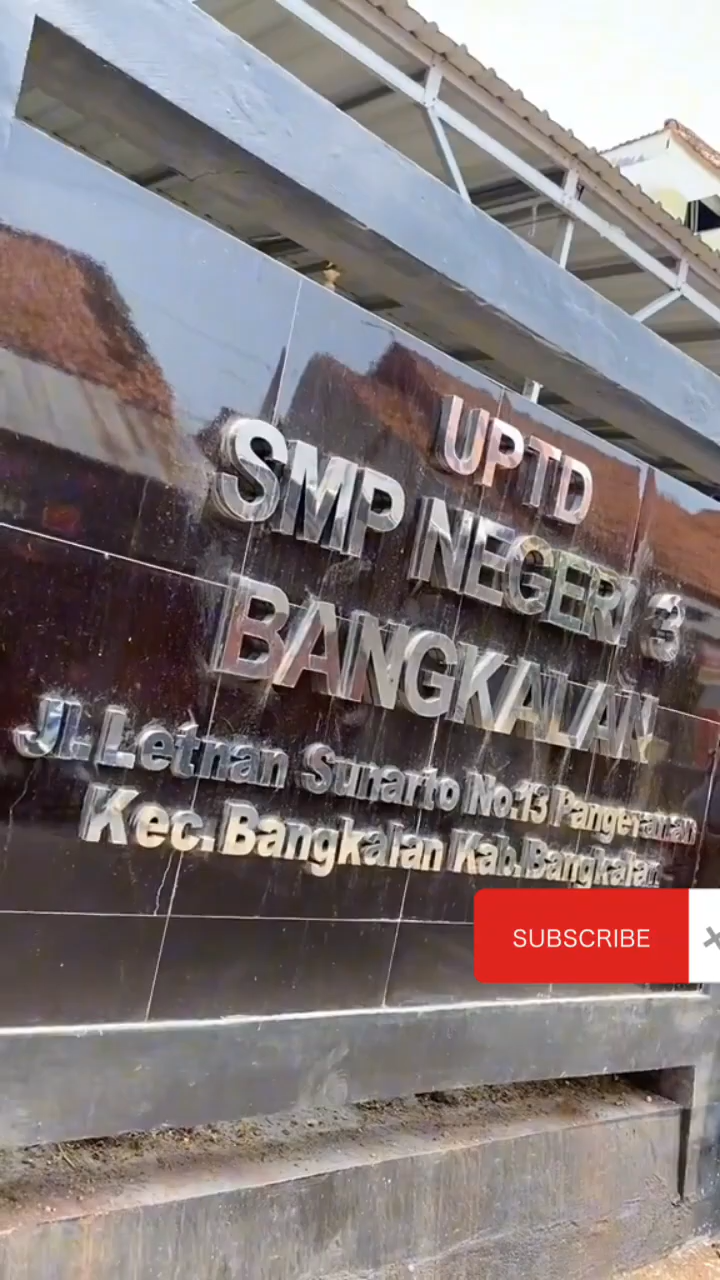 UPTD
SMP NEGERI 3
BANGKALAN
Jl. Letnan Sunarto No.13 Pangeranan
Kec. Bangkalan Kab. Bangkalan
SUBSCRIBE